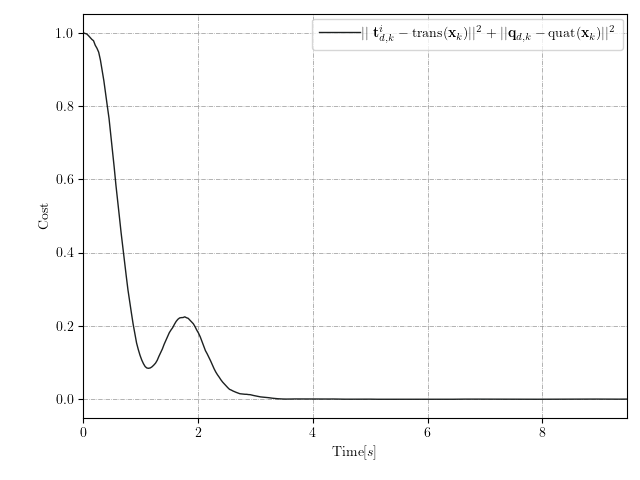 || t^i_{d,k} − trans(x_k)||^2 + ||q_{d,k} − quat(x_k)||^2
1.0
0.8
0.6
Cost
0.4
0.2
0.0
0 2 4 6 8
Time[s]